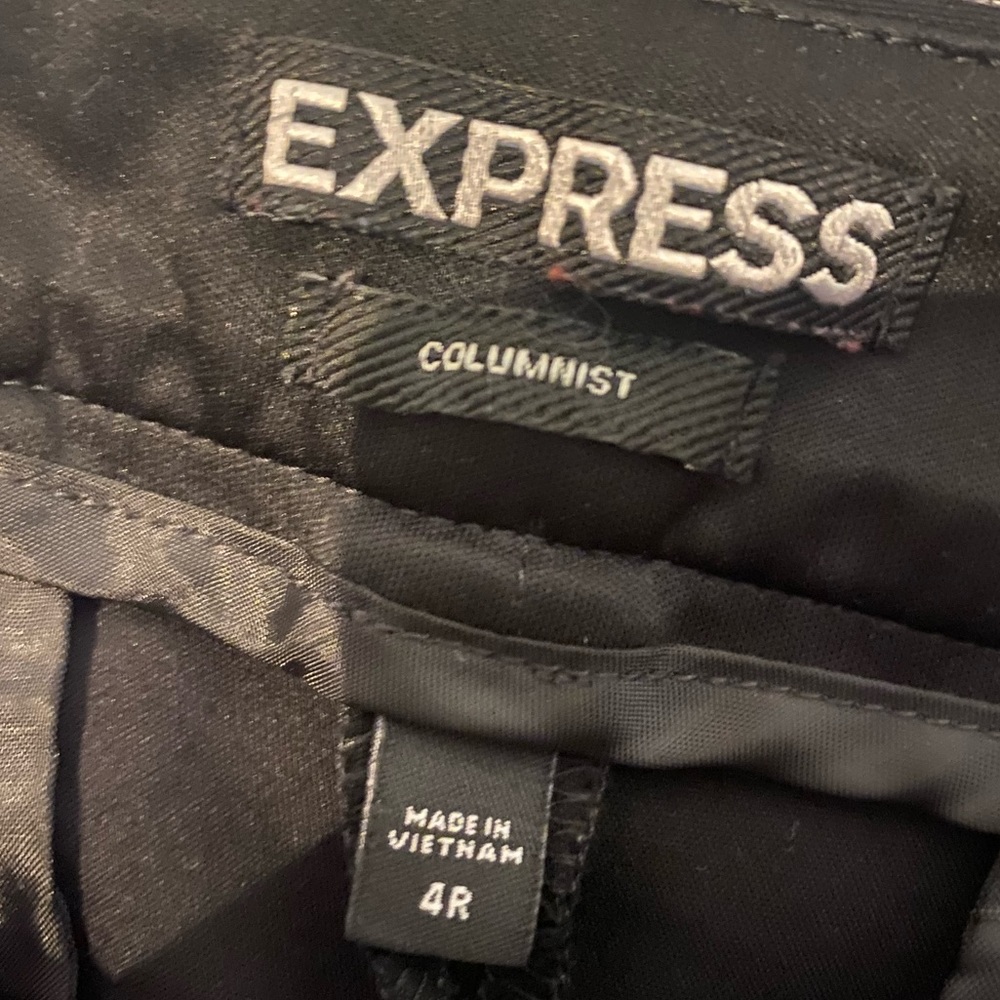 EXPRESS
COLUMNIST
MADE IN
VIETNAM
4R